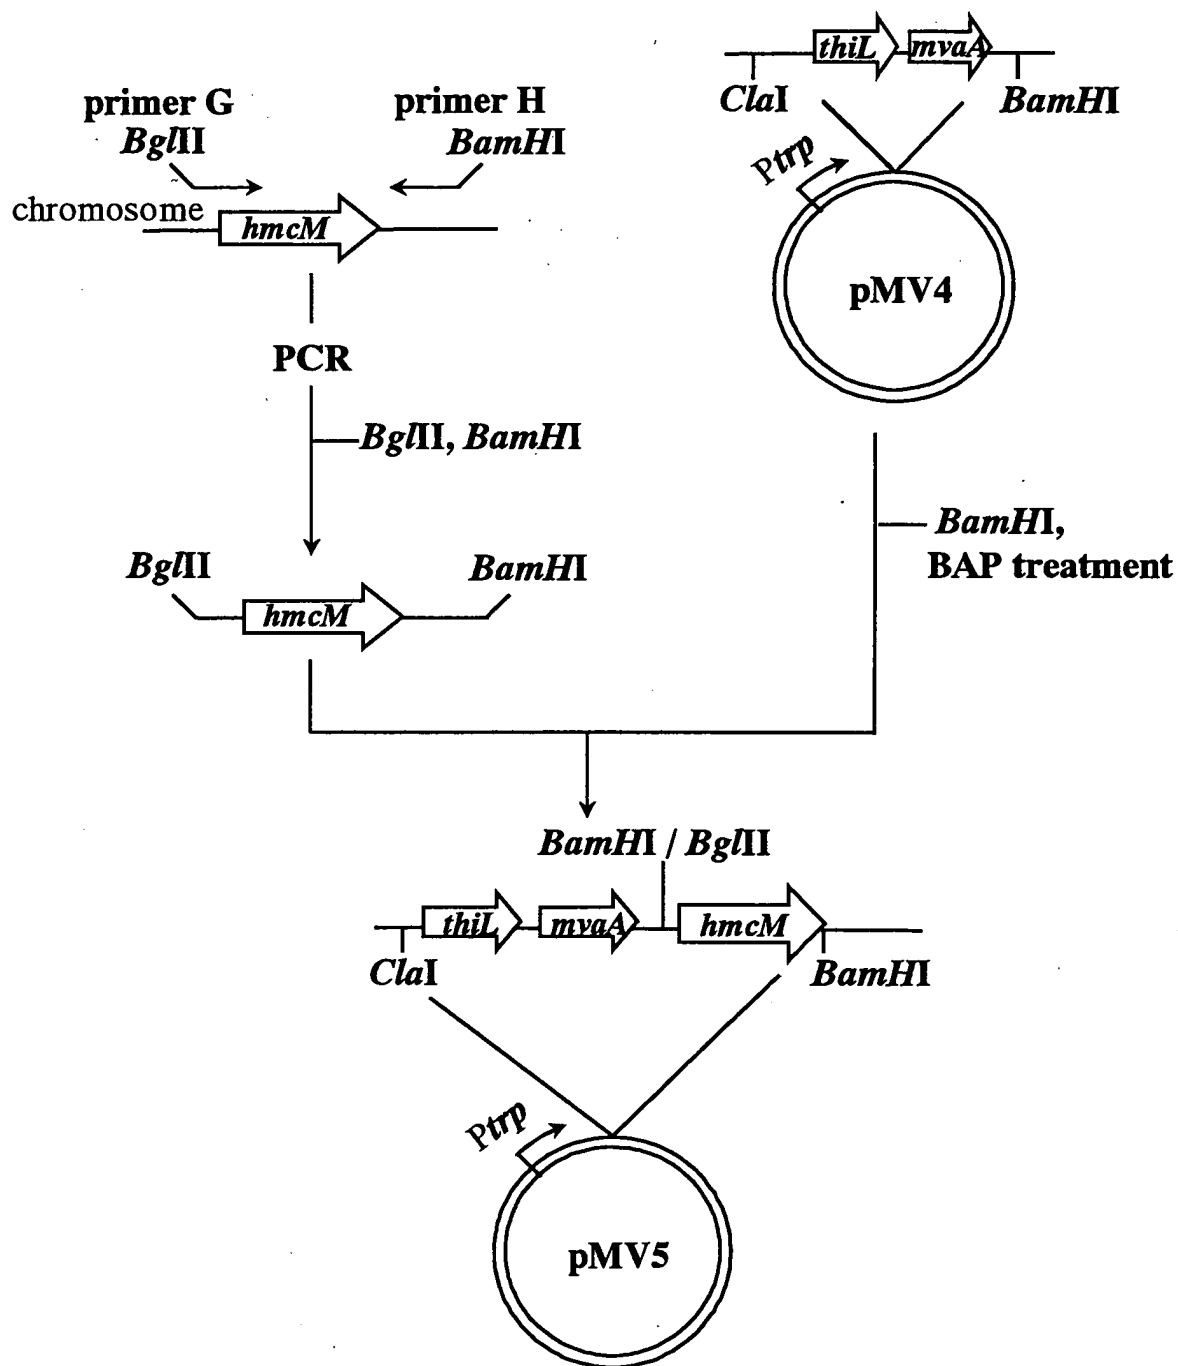 thiL mvaA
ClaI BamHI
primer G primer H
BglII BamHI
Ptrp
chromosome
hmcM
pMV4
PCR
BglII, BamHI
BamHI,
BAP treatment
BglII BamHI
hmcM
BamHI / BglII
thiL mvaA hmcM
ClaI BamHI
Ptrp
pMV5